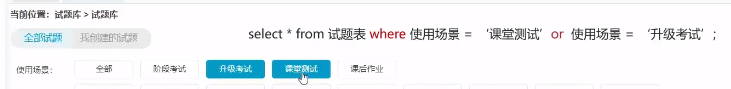 当前位置：试题库 > 试题库
全部试题 我创建的试题
select * from 试题表 where 使用场景 = ‘课堂测试’or 使用场景 = ‘升级考试’;
使用场景： 全部 阶段考试 升级考试 课堂测试 课后作业